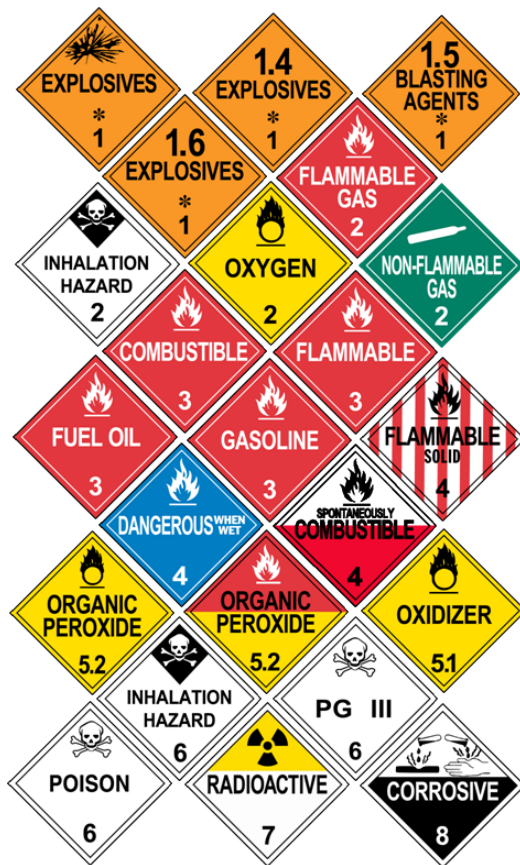 EXPLOSIVES
*
1
1.4
EXPLOSIVES
*
1
1.5
BLASTING
AGENTS
*
1
1.6
EXPLOSIVES
*
1
FLAMMABLE
GAS
2
INHALATION
HAZARD
2
OXYGEN
2
NON-FLAMMABLE
GAS
2
COMBUSTIBLE
3
FLAMMABLE
3
FUEL OIL
3
GASOLINE
3
FLAMMABLE
SOLID
4
DANGEROUS WHEN WET
4
SPONTANEOUSLY
COMBUSTIBLE
4
ORGANIC
PEROXIDE
5.2
ORGANIC
PEROXIDE
5.2
OXIDIZER
5.1
INHALATION
HAZARD
6
PG III
6
POISON
6
RADIOACTIVE
7
CORROSIVE
8